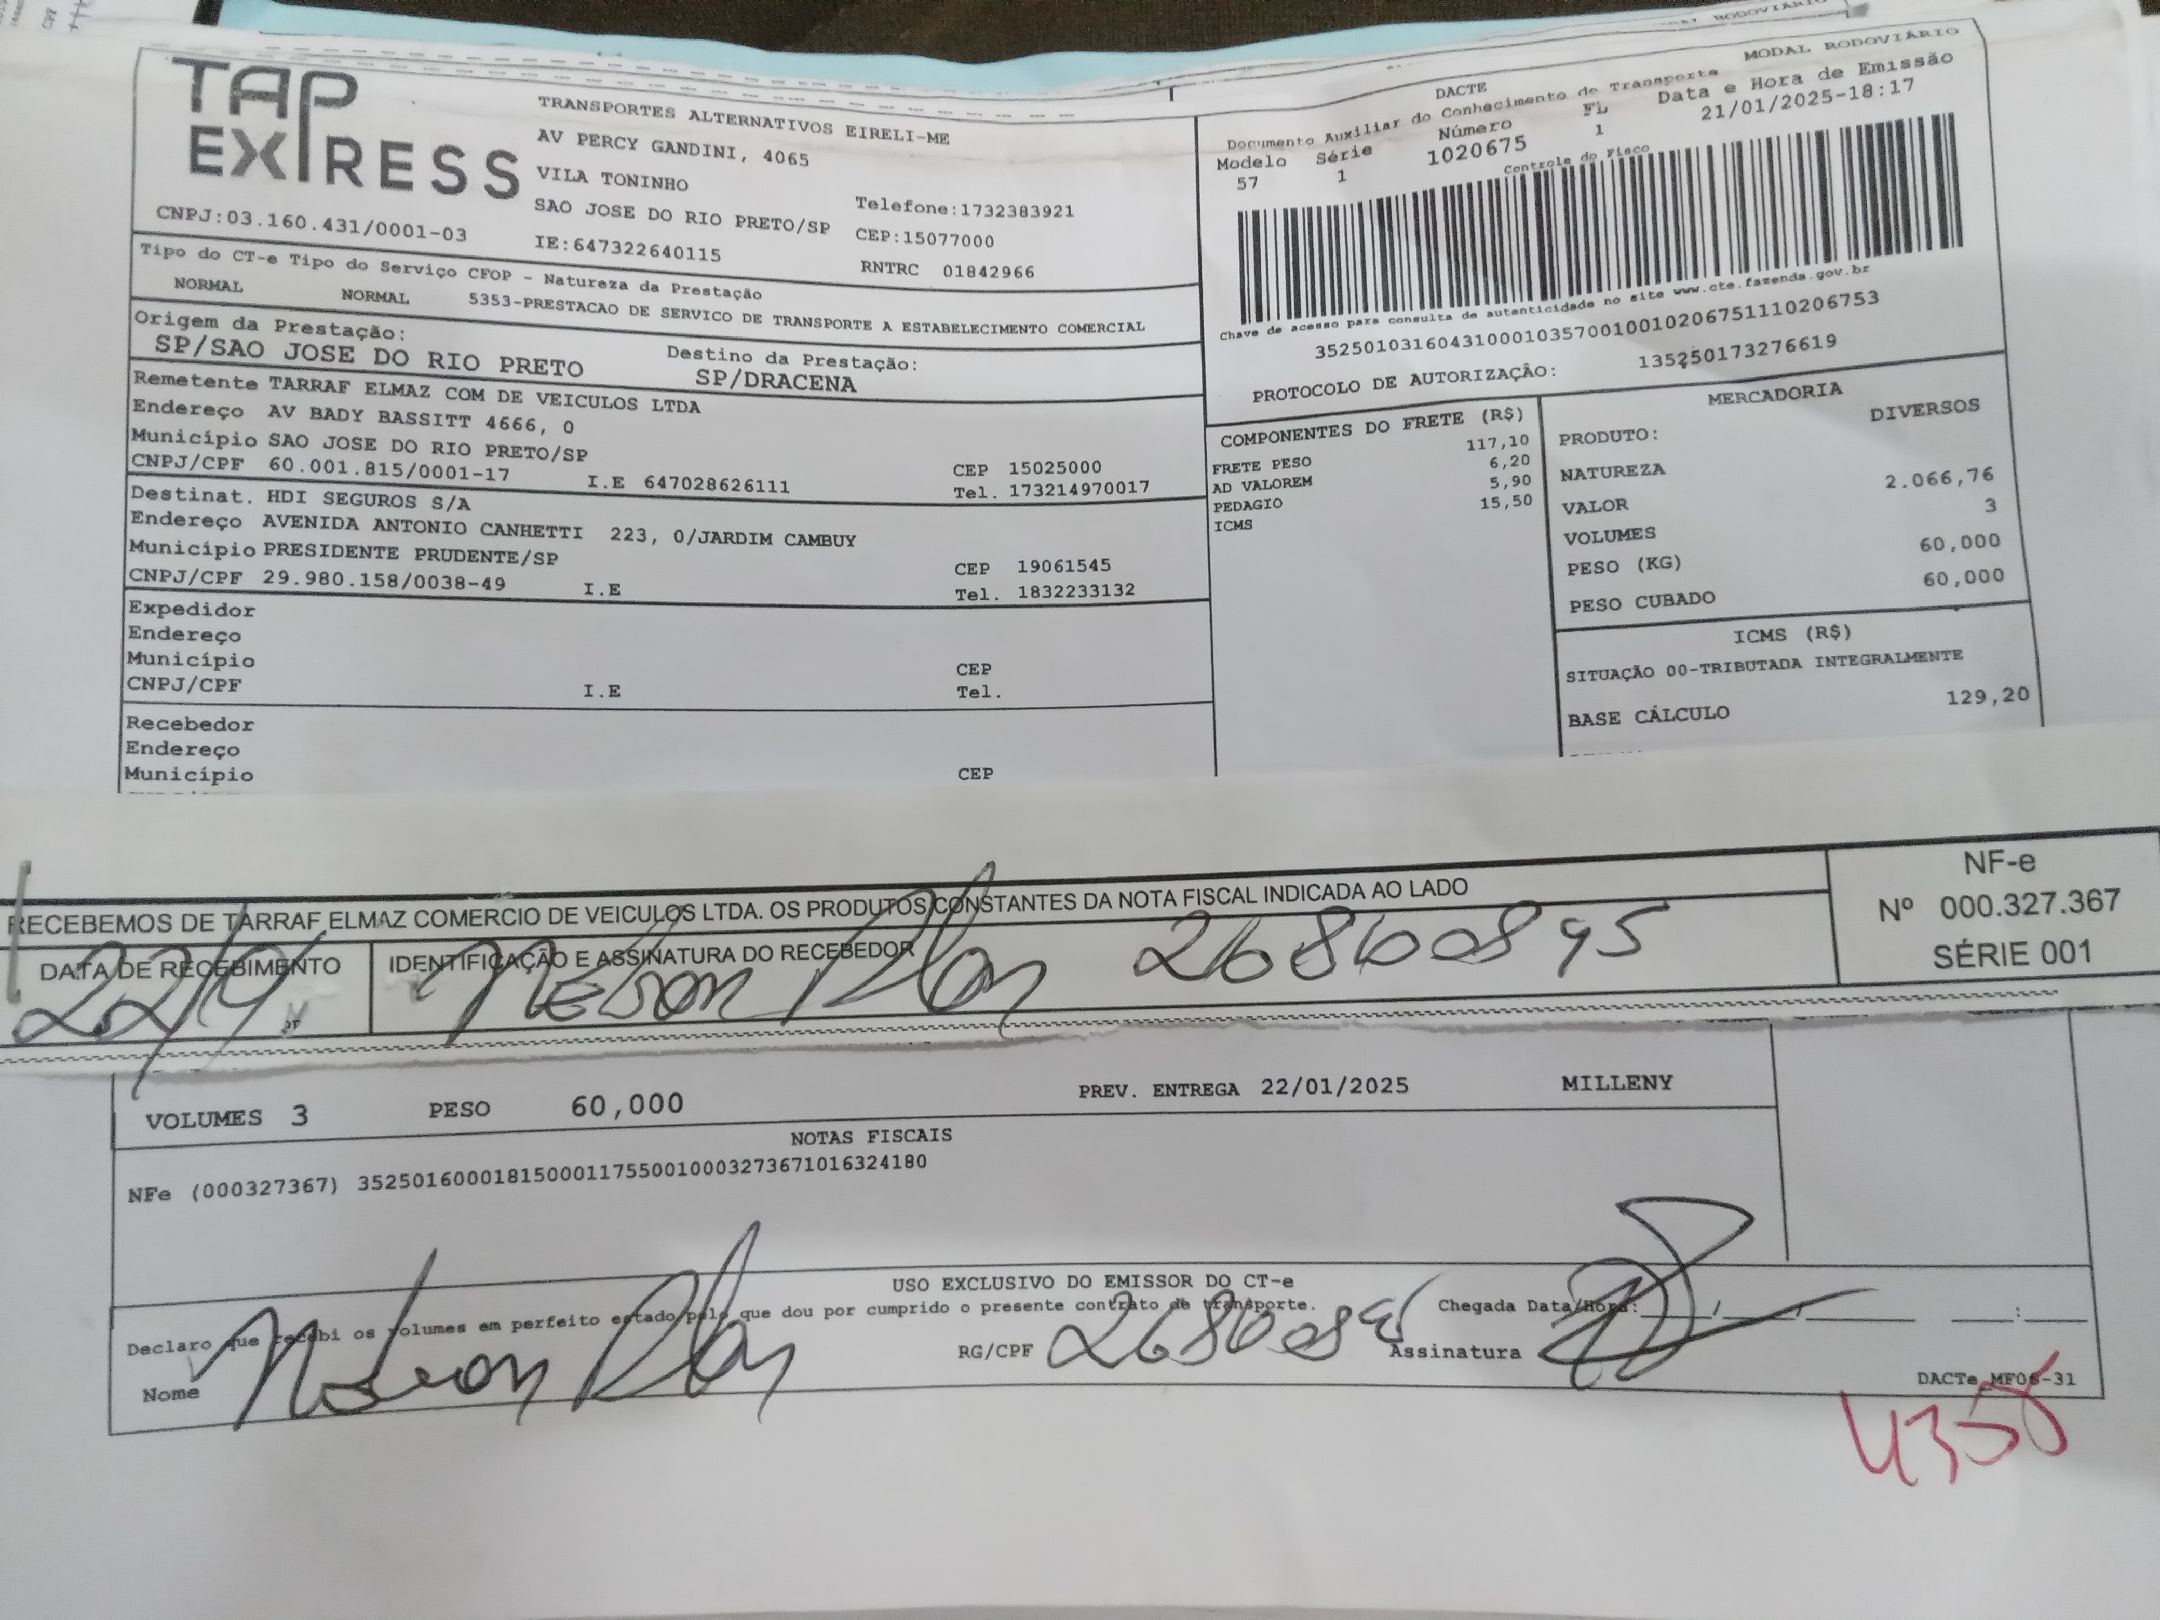 TAP EXPRESS
TRANSPORTES ALTERNATIVOS EIRELI-ME
AV PERCY GANDINI, 4065
VILA TONINHO
SAO JOSE DO RIO PRETO/SP
IE:647322640115
Telefone:1732383921
CEP:15077000
RNTRC 01842966
CNPJ:03.160.431/0001-03
Tipo do CT-e Tipo do Serviço CFOP - Natureza da Prestação
NORMAL NORMAL 5353-PRESTACAO DE SERVICO DE TRANSPORTE A ESTABELECIMENTO COMERCIAL
Origem da Prestação:
SP/SAO JOSE DO RIO PRETO
Destino da Prestação:
SP/DRACENA
Remetente TARRAF ELMAZ COM DE VEICULOS LTDA
Endereço AV BADY BASSITT 4666, 0
Município SAO JOSE DO RIO PRETO/SP CEP 15025000
CNPJ/CPF 60.001.815/0001-17 I.E 647028626111 Tel. 173214970017
Destinat. HDI SEGUROS S/A
Endereço AVENIDA ANTONIO CANHETTI 223, 0/JARDIM CAMBUY
Município PRESIDENTE PRUDENTE/SP CEP 19061545
CNPJ/CPF 29.980.158/0038-49 I.E Tel. 1832233132
Expedidor
Endereço
Município CEP
CNPJ/CPF I.E Tel.
Recebedor
Endereço
Município CEP
DACTE MODAL RODOVIÁRIO
Documento Auxiliar do Conhecimento de Transporte
Modelo Série Número FL Data e Hora de Emissão
57 1 1020675 1 21/01/2025-18:17
Controle do Fisco
Chave de acesso para consulta de autenticidade no site www.cte.fazenda.gov.br
35250103160431000103570010010206751110206753
PROTOCOLO DE AUTORIZAÇÃO: 135250173276619
COMPONENTES DO FRETE (R$)
FRETE PESO 117,10
AD VALOREM 6,20
PEDAGIO 5,90
ICMS 15,50
MERCADORIA
PRODUTO: DIVERSOS
NATUREZA
VALOR 2.066,76
VOLUMES 3
PESO (KG) 60,000
PESO CUBADO 60,000
ICMS (R$)
SITUAÇÃO 00-TRIBUTADA INTEGRALMENTE
BASE CÁLCULO 129,20
RECEBEMOS DE TARRAF ELMAZ COMERCIO DE VEICULOS LTDA. OS PRODUTOS CONSTANTES DA NOTA FISCAL INDICADA AO LADO
DATA DE RECEBIMENTO
IDENTIFICAÇÃO E ASSINATURA DO RECEBEDOR
Nelson 26860895
NF-e
Nº 000.327.367
SÉRIE 001
VOLUMES 3 PESO 60,000 PREV. ENTREGA 22/01/2025 MILLENY
NOTAS FISCAIS
NFe (000327367) 35250160001815000117550010003273671016324180
USO EXCLUSIVO DO EMISSOR DO CT-e
Declaro que recebi os volumes em perfeito estado pelo que dou por cumprido o presente contrato de transporte.
Chegada Data/Hora: / / :
Nome Nelson RG/CPF 26860895 Assinatura
DACTe MF06-31